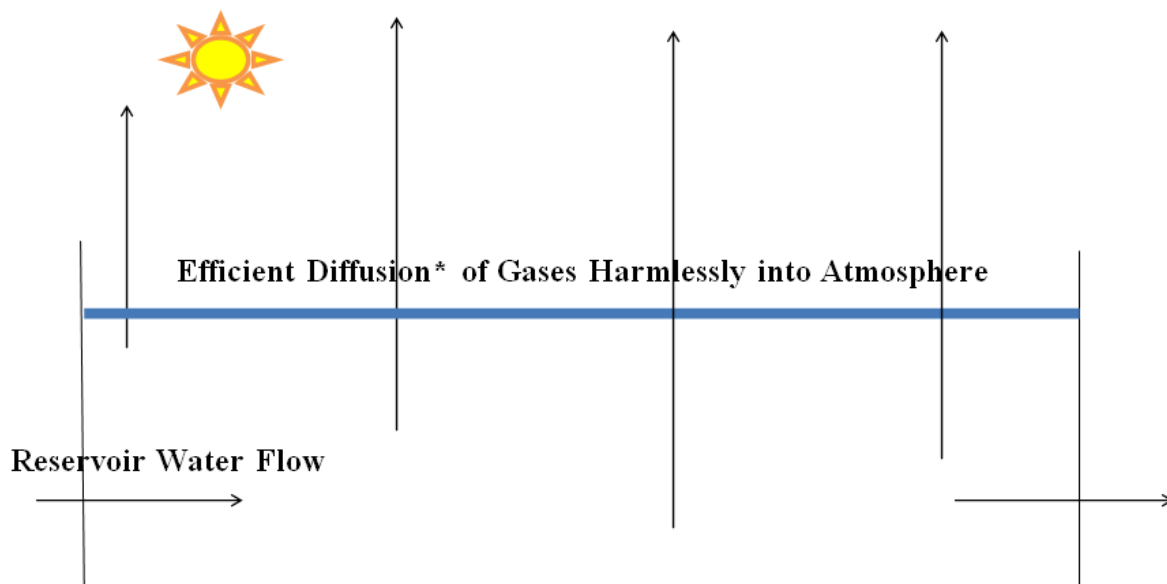 Efficient Diffusion* of Gases Harmlessly into Atmosphere
Reservoir Water Flow